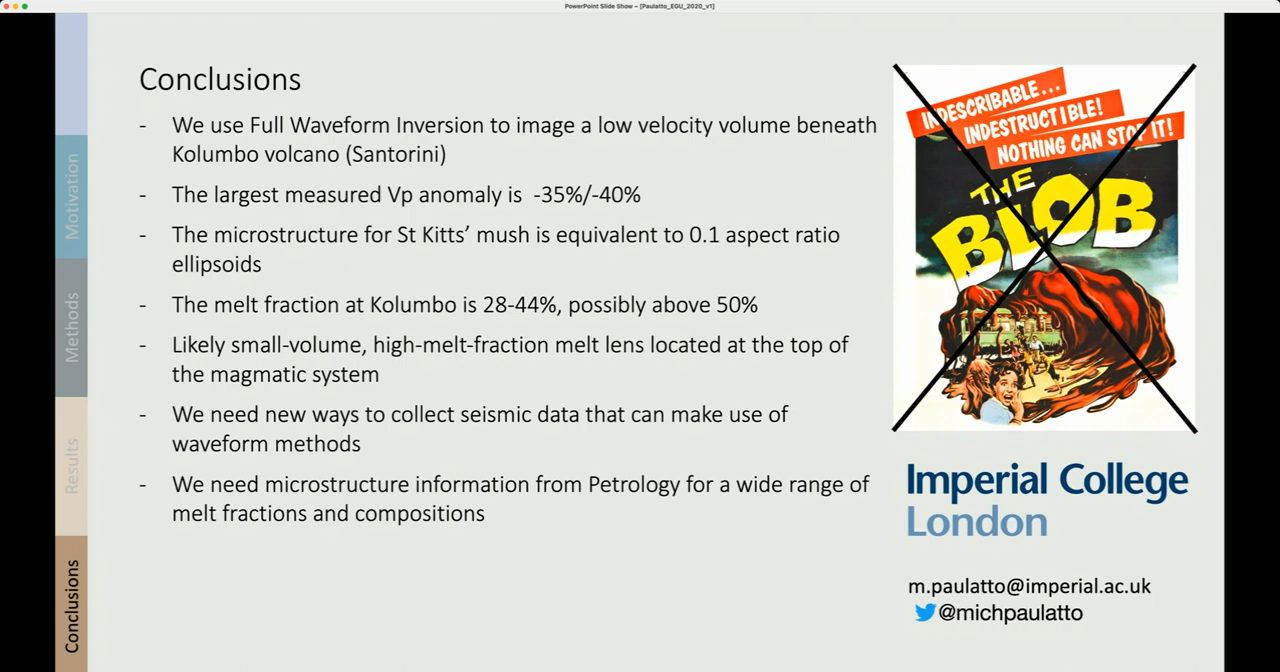 PowerPoint Slide Show – [Paulatto_EGU_2020_v1]
Motivation
Methods
Results
Conclusions
Conclusions
- We use Full Waveform Inversion to image a low velocity volume beneath
Kolumbo volcano (Santorini)
- The largest measured Vp anomaly is -35%/-40%
- The microstructure for St Kitts’ mush is equivalent to 0.1 aspect ratio
ellipsoids
- The melt fraction at Kolumbo is 28-44%, possibly above 50%
- Likely small-volume, high-melt-fraction melt lens located at the top of
the magmatic system
- We need new ways to collect seismic data that can make use of
waveform methods
- We need microstructure information from Petrology for a wide range of
melt fractions and compositions
INDESCRIBABLE...
INDESTRUCTIBLE!
NOTHING CAN STOP IT!
THE
BLOB
Imperial College
London
m.paulatto@imperial.ac.uk
@michpaulatto